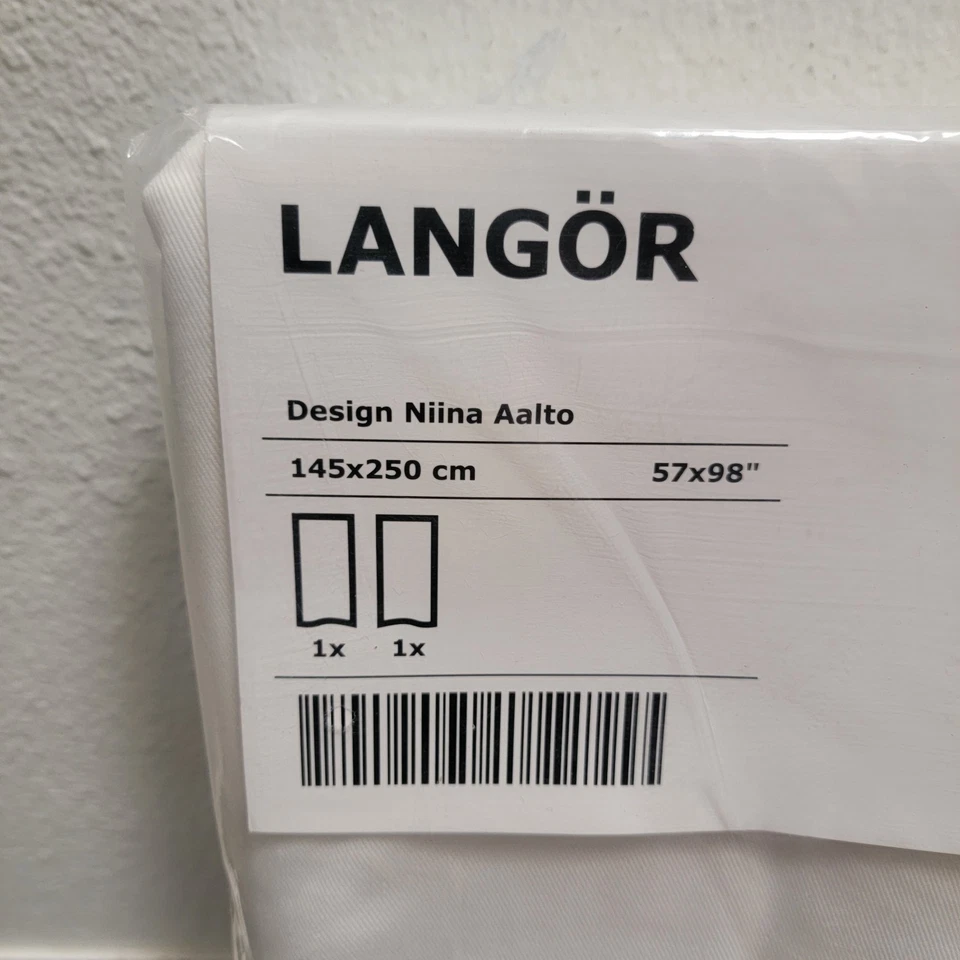 LANGÖR
Design Niina Aalto
145x250 cm 57x98"
1x 1x